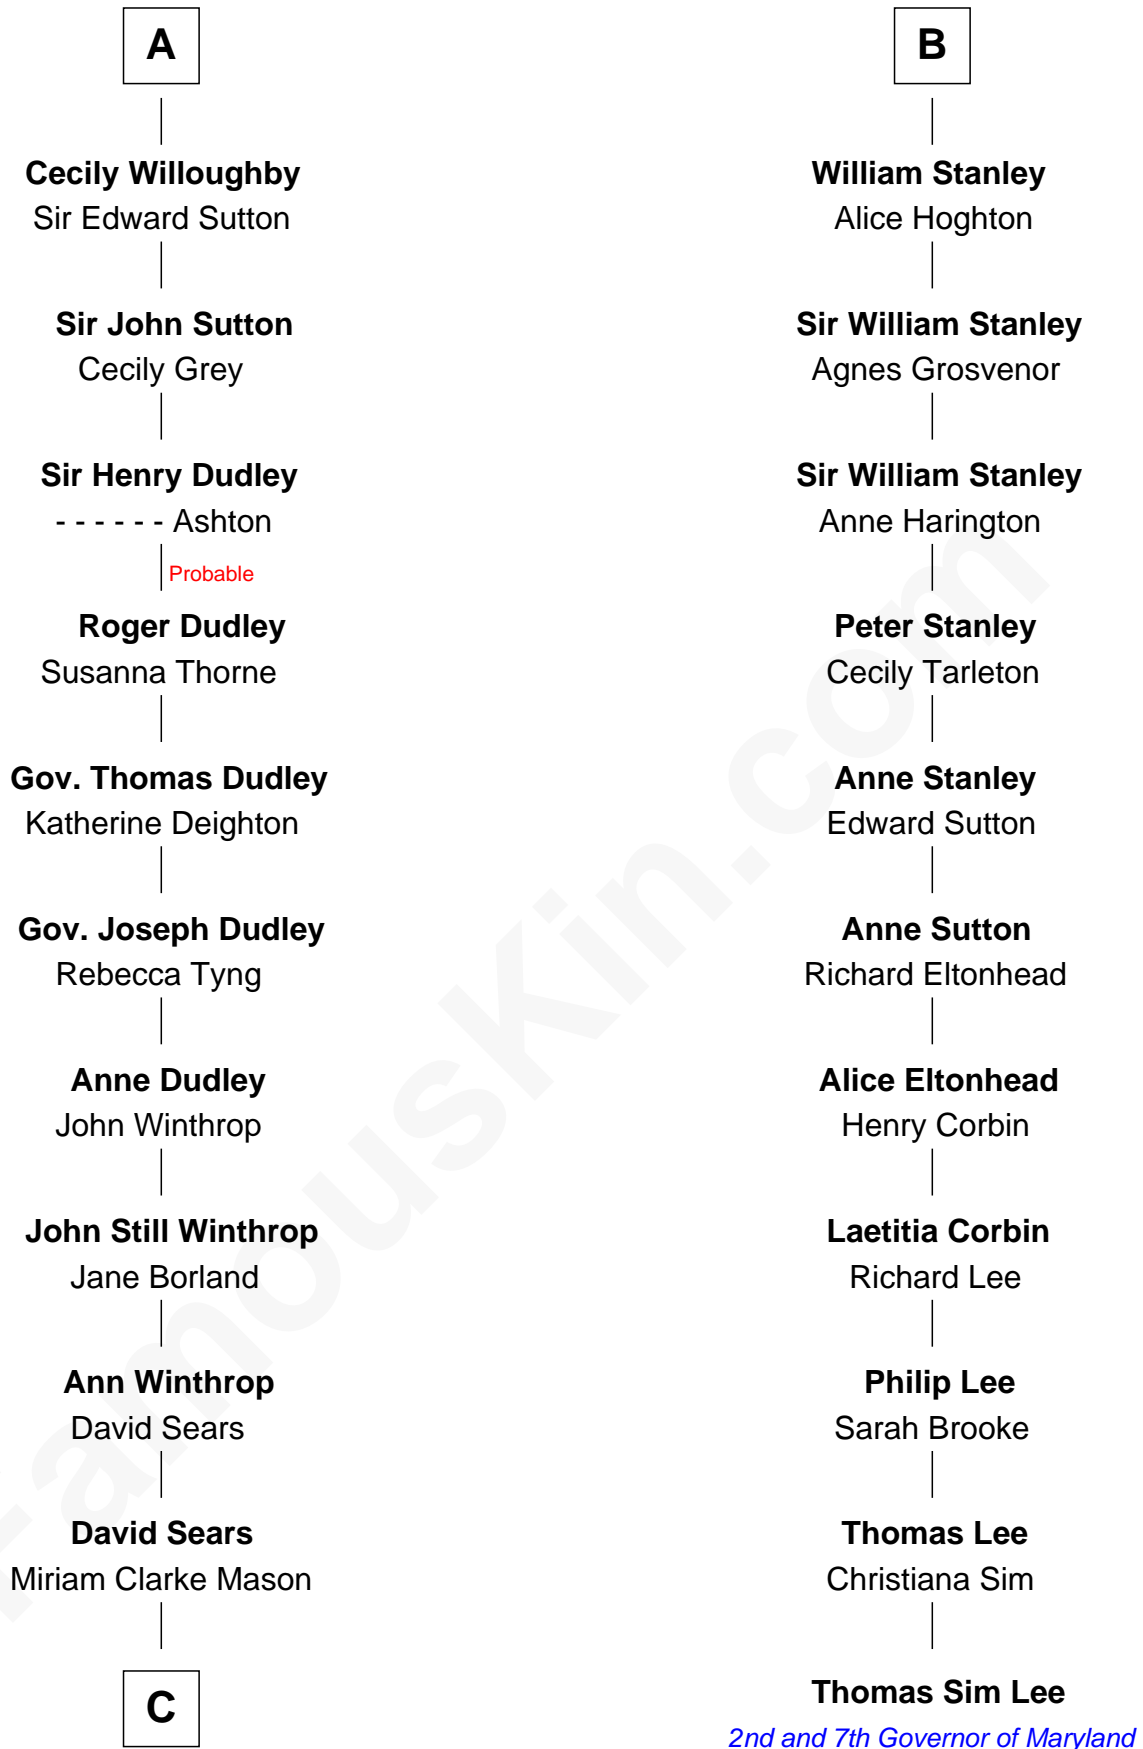 A
Cecily Willoughby
Sir Edward Sutton
Sir John Sutton
Cecily Grey
Sir Henry Dudley
- - - - - - Ashton
Probable
Roger Dudley
Susanna Thorne
Gov. Thomas Dudley
Katherine Deighton
Gov. Joseph Dudley
Rebecca Tyng
Anne Dudley
John Winthrop
John Still Winthrop
Jane Borland
Ann Winthrop
David Sears
David Sears
Miriam Clarke Mason
C
B
William Stanley
Alice Hoghton
Sir William Stanley
Agnes Grosvenor
Sir William Stanley
Anne Harington
Peter Stanley
Cecily Tarleton
Anne Stanley
Edward Sutton
Anne Sutton
Richard Eltonhead
Alice Eltonhead
Henry Corbin
Laetitia Corbin
Richard Lee
Philip Lee
Sarah Brooke
Thomas Lee
Christiana Sim
Thomas Sim Lee
2nd and 7th Governor of Maryland
FamousKin.com